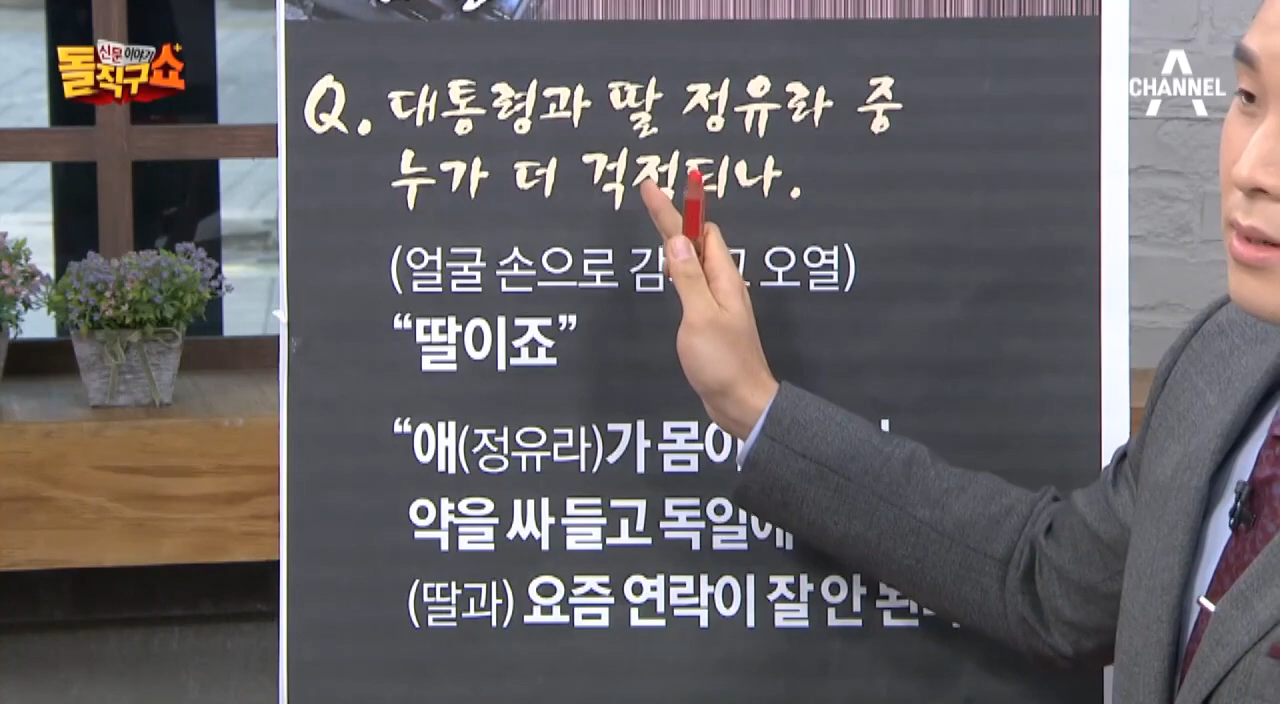 신문이야기
돌직구쇼+
CHANNEL A
Q. 대통령과 딸 정유라 중
누가 더 걱정되나.
(얼굴 손으로 오열)
“딸이죠”
“애(정유라)가 몸이
약을 싸 들고 독일에
(딸과) 요즘 연락이 잘 안